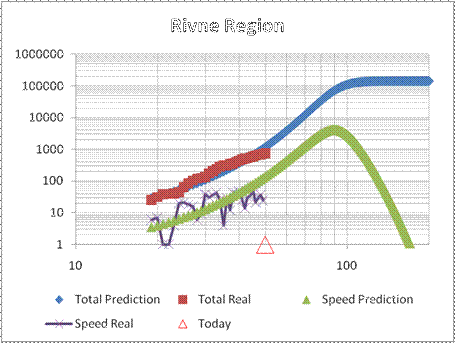 Rivne Region
1000000
100000
10000
1000
100
10
1
10 100
Total Prediction Total Real Speed Prediction
Speed Real Today